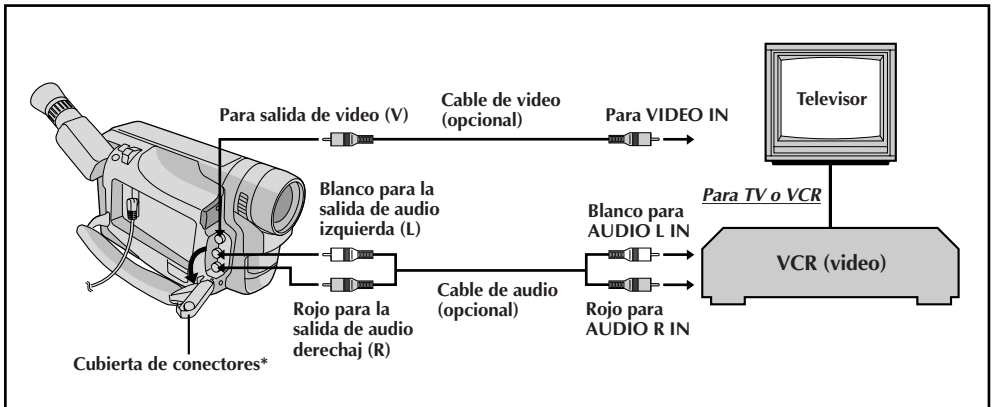 Para salida de video (V)
Cable de video
(opcional)
Para VIDEO IN
Televisor
Blanco para la
salida de audio
izquierda (L)
Para TV o VCR
Blanco para
AUDIO L IN
VCR (video)
Rojo para la
salida de audio
derechaj (R)
Cable de audio
(opcional)
Rojo para
AUDIO R IN
Cubierta de conectores*